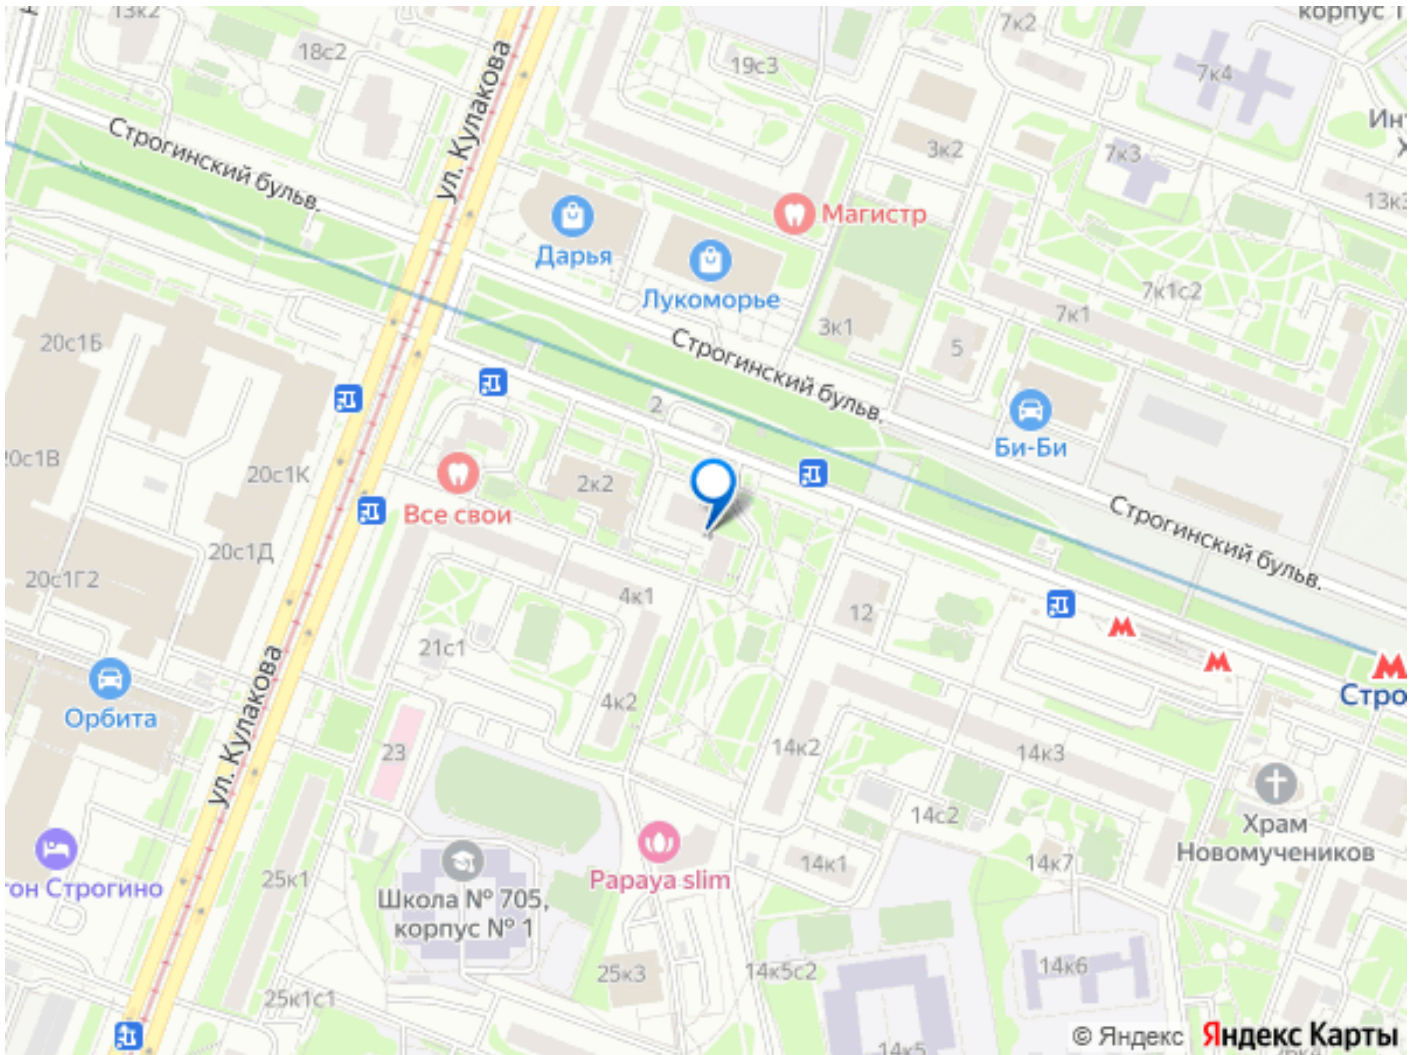 13к2
корпус 1
7к2
18с2
19с3
7к4
ул. Кулакова
Строгинский бульв.
3к2
7к3
13к3
Магистр
Дарья
Лукоморье
7к1с2
7к1
3к1
5
20с1Б
Строгинский бульв.
2
Би-Би
20с1В
20с1К
2к2
Все свои
Строгинский бульв.
20с1Д
20с1Г2
4к1
12
21с1
Орбита
ул. Кулакова
4к2
23
14к2
14к3
14с2
Храм
Новомучеников
14к1
14к7
Papaya slim
25к1
Школа № 705,
корпус № 1
25к3
14к5с2
14к6
25к1с1
14к5
© Яндекс
Яндекс Карты